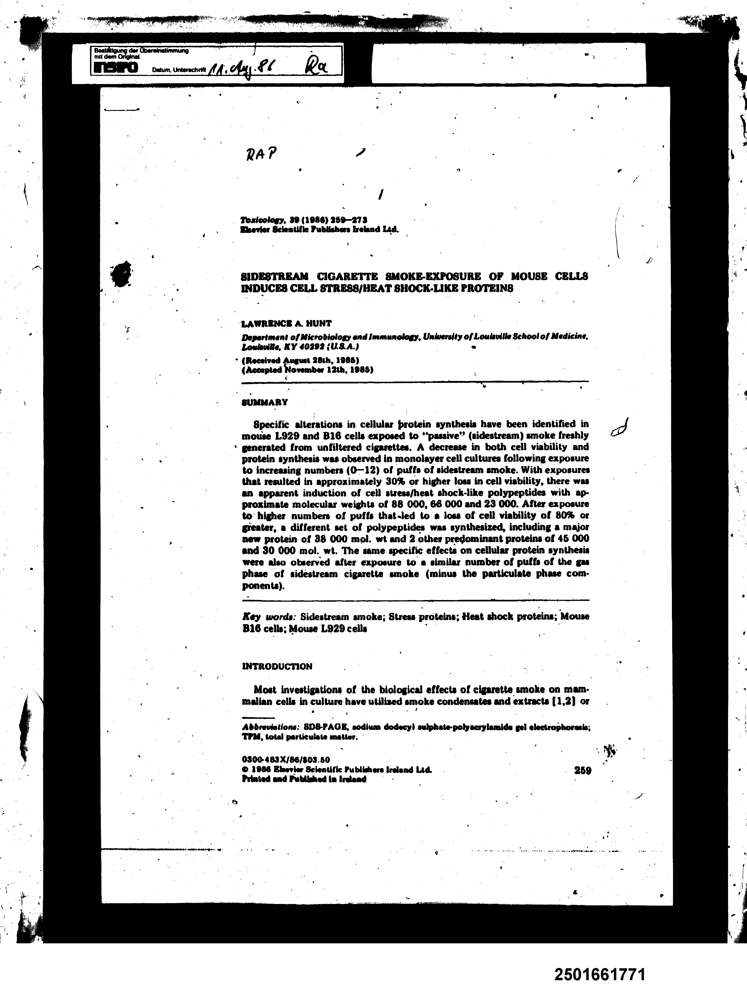 Bestätigung der Übereinstimmung
mit dem Original.
INBIFO Datum, Unterschrift 11. Aug. 86 Ra
RAP
Toxicology, 39 (1986) 259—273
Elsevier Scientific Publishers Ireland Ltd.
SIDESTREAM CIGARETTE SMOKE-EXPOSURE OF MOUSE CELLS
INDUCES CELL STRESS/HEAT SHOCK-LIKE PROTEINS
LAWRENCE A. HUNT
Department of Microbiology and Immunology, University of Louisville School of Medicine,
Louisville, KY 40292 (U.S.A.)
(Received August 28th, 1985)
(Accepted November 12th, 1985)
SUMMARY
Specific alterations in cellular protein synthesis have been identified in
mouse L929 and B16 cells exposed to "passive" (sidestream) smoke freshly
generated from unfiltered cigarettes. A decrease in both cell viability and
protein synthesis was observed in monolayer cell cultures following exposure
to increasing numbers (0—12) of puffs of sidestream smoke. With exposures
that resulted in approximately 30% or higher loss in cell viability, there was
an apparent induction of cell stress/heat shock-like polypeptides with ap-
proximate molecular weights of 88 000, 66 000 and 23 000. After exposure
to higher numbers of puffs that led to a loss of cell viability of 80% or
greater, a different set of polypeptides was synthesized, including a major
new protein of 38 000 mol. wt and 2 other predominant proteins of 45 000
and 30 000 mol. wt. The same specific effects on cellular protein synthesis
were also observed after exposure to a similar number of puffs of the gas
phase of sidestream cigarette smoke (minus the particulate phase com-
ponents).
Key words: Sidestream smoke; Stress proteins; Heat shock proteins; Mouse
B16 cells; Mouse L929 cells
INTRODUCTION
Most investigations of the biological effects of cigarette smoke on mam-
malian cells in culture have utilized smoke condensates and extracts [1,2] or
Abbreviations: SDS-PAGE, sodium dodecyl sulphate-polyacrylamide gel electrophoresis;
TPM, total particulate matter.
0300-483X/86/$03.50
© 1986 Elsevier Scientific Publishers Ireland Ltd.
Printed and Published in Ireland
259
2501661771